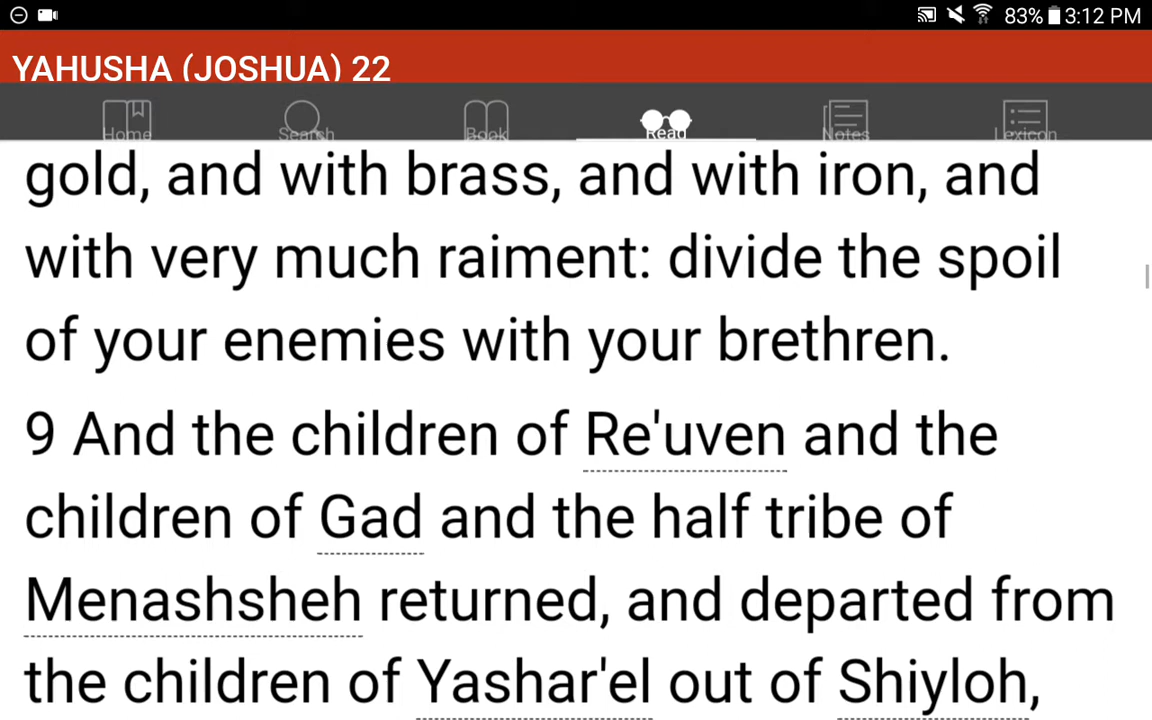 83% 3:12 PM
YAHUSHA (JOSHUA) 22
Home Search Book Read Notes Lexicon
gold, and with brass, and with iron, and
with very much raiment: divide the spoil
of your enemies with your brethren.
9 And the children of Re'uven and the
children of Gad and the half tribe of
Menashsheh returned, and departed from
the children of Yashar'el out of Shiyloh,